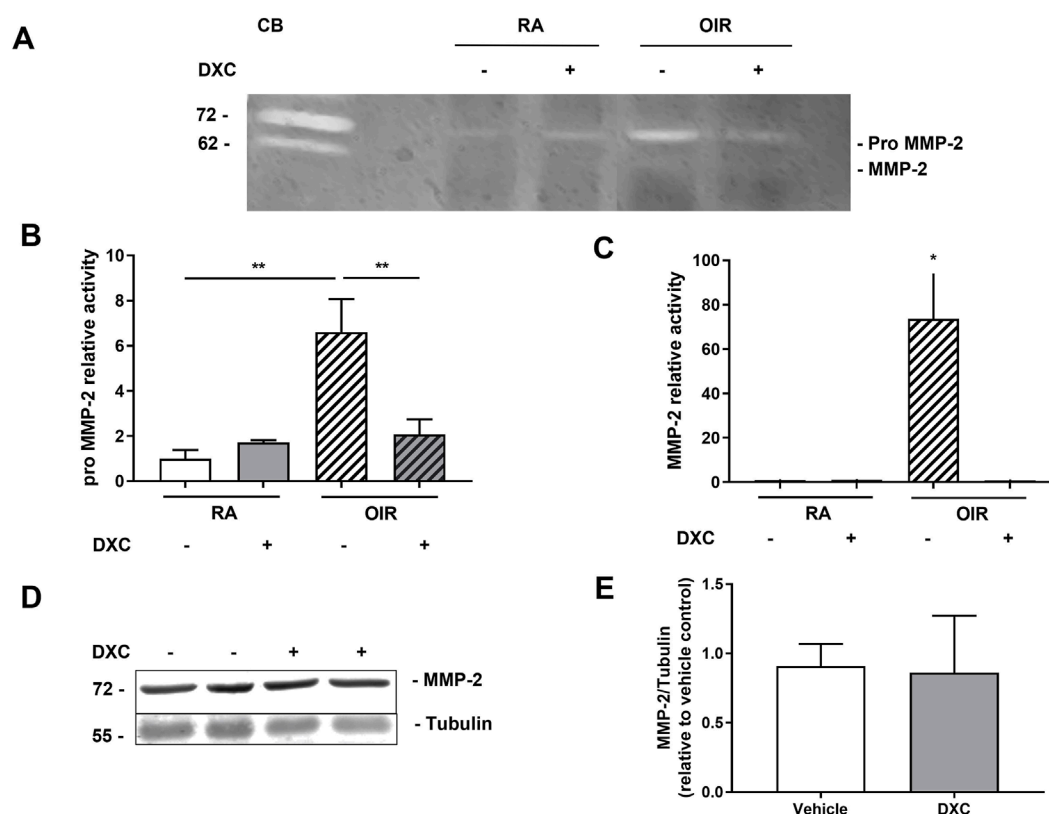 A
CB
RA
OIR
DXC
- + - +
72 -
62 -
- Pro MMP-2
- MMP-2
B
pro MMP-2 relative activity
10
8
6
4
2
0
**
**
RA
OIR
DXC
- + - +
C
MMP-2 relative activity
100
80
60
40
20
0
*
RA
OIR
DXC
- + - +
D
DXC
- - + +
72 -
- MMP-2
55 -
- Tubulin
E
MMP-2/Tubulin
(relative to vehicle control)
1.5
1.0
0.5
0.0
Vehicle
DXC